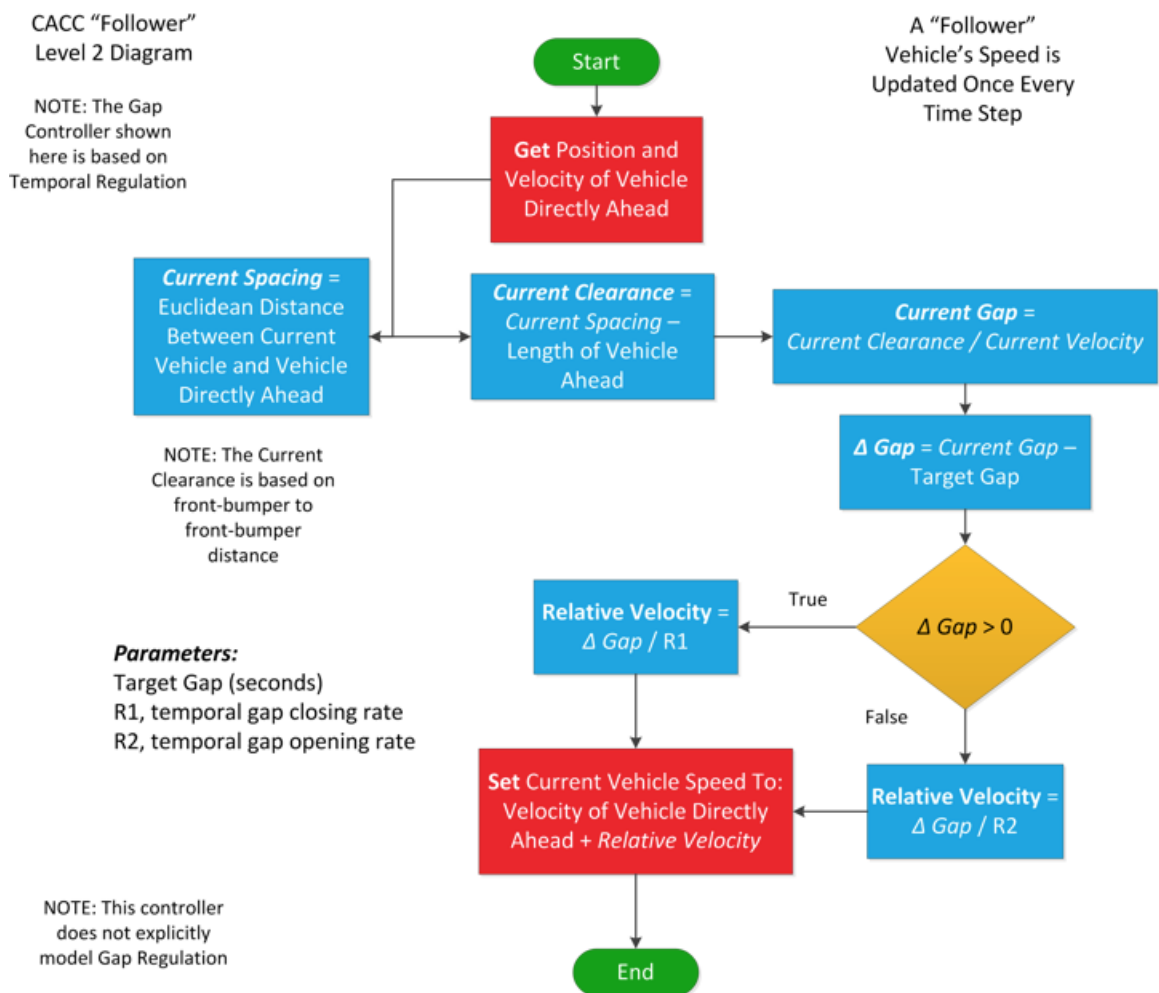 CACC “Follower”
Level 2 Diagram
A “Follower”
Vehicle’s Speed is
Updated Once Every
Time Step
NOTE: The Gap
Controller shown
here is based on
Temporal Regulation
Start
Get Position and
Velocity of Vehicle
Directly Ahead
Current Spacing =
Euclidean Distance
Between Current
Vehicle and Vehicle
Directly Ahead
Current Clearance =
Current Spacing –
Length of Vehicle
Ahead
Current Gap =
Current Clearance / Current Velocity
NOTE: The Current
Clearance is based on
front-bumper to
front-bumper
distance
Δ Gap = Current Gap –
Target Gap
Δ Gap > 0
True
False
Relative Velocity =
Δ Gap / R1
Parameters:
Target Gap (seconds)
R1, temporal gap closing rate
R2, temporal gap opening rate
Relative Velocity =
Δ Gap / R2
Set Current Vehicle Speed To:
Velocity of Vehicle Directly
Ahead + Relative Velocity
NOTE: This controller
does not explicitly
model Gap Regulation
End